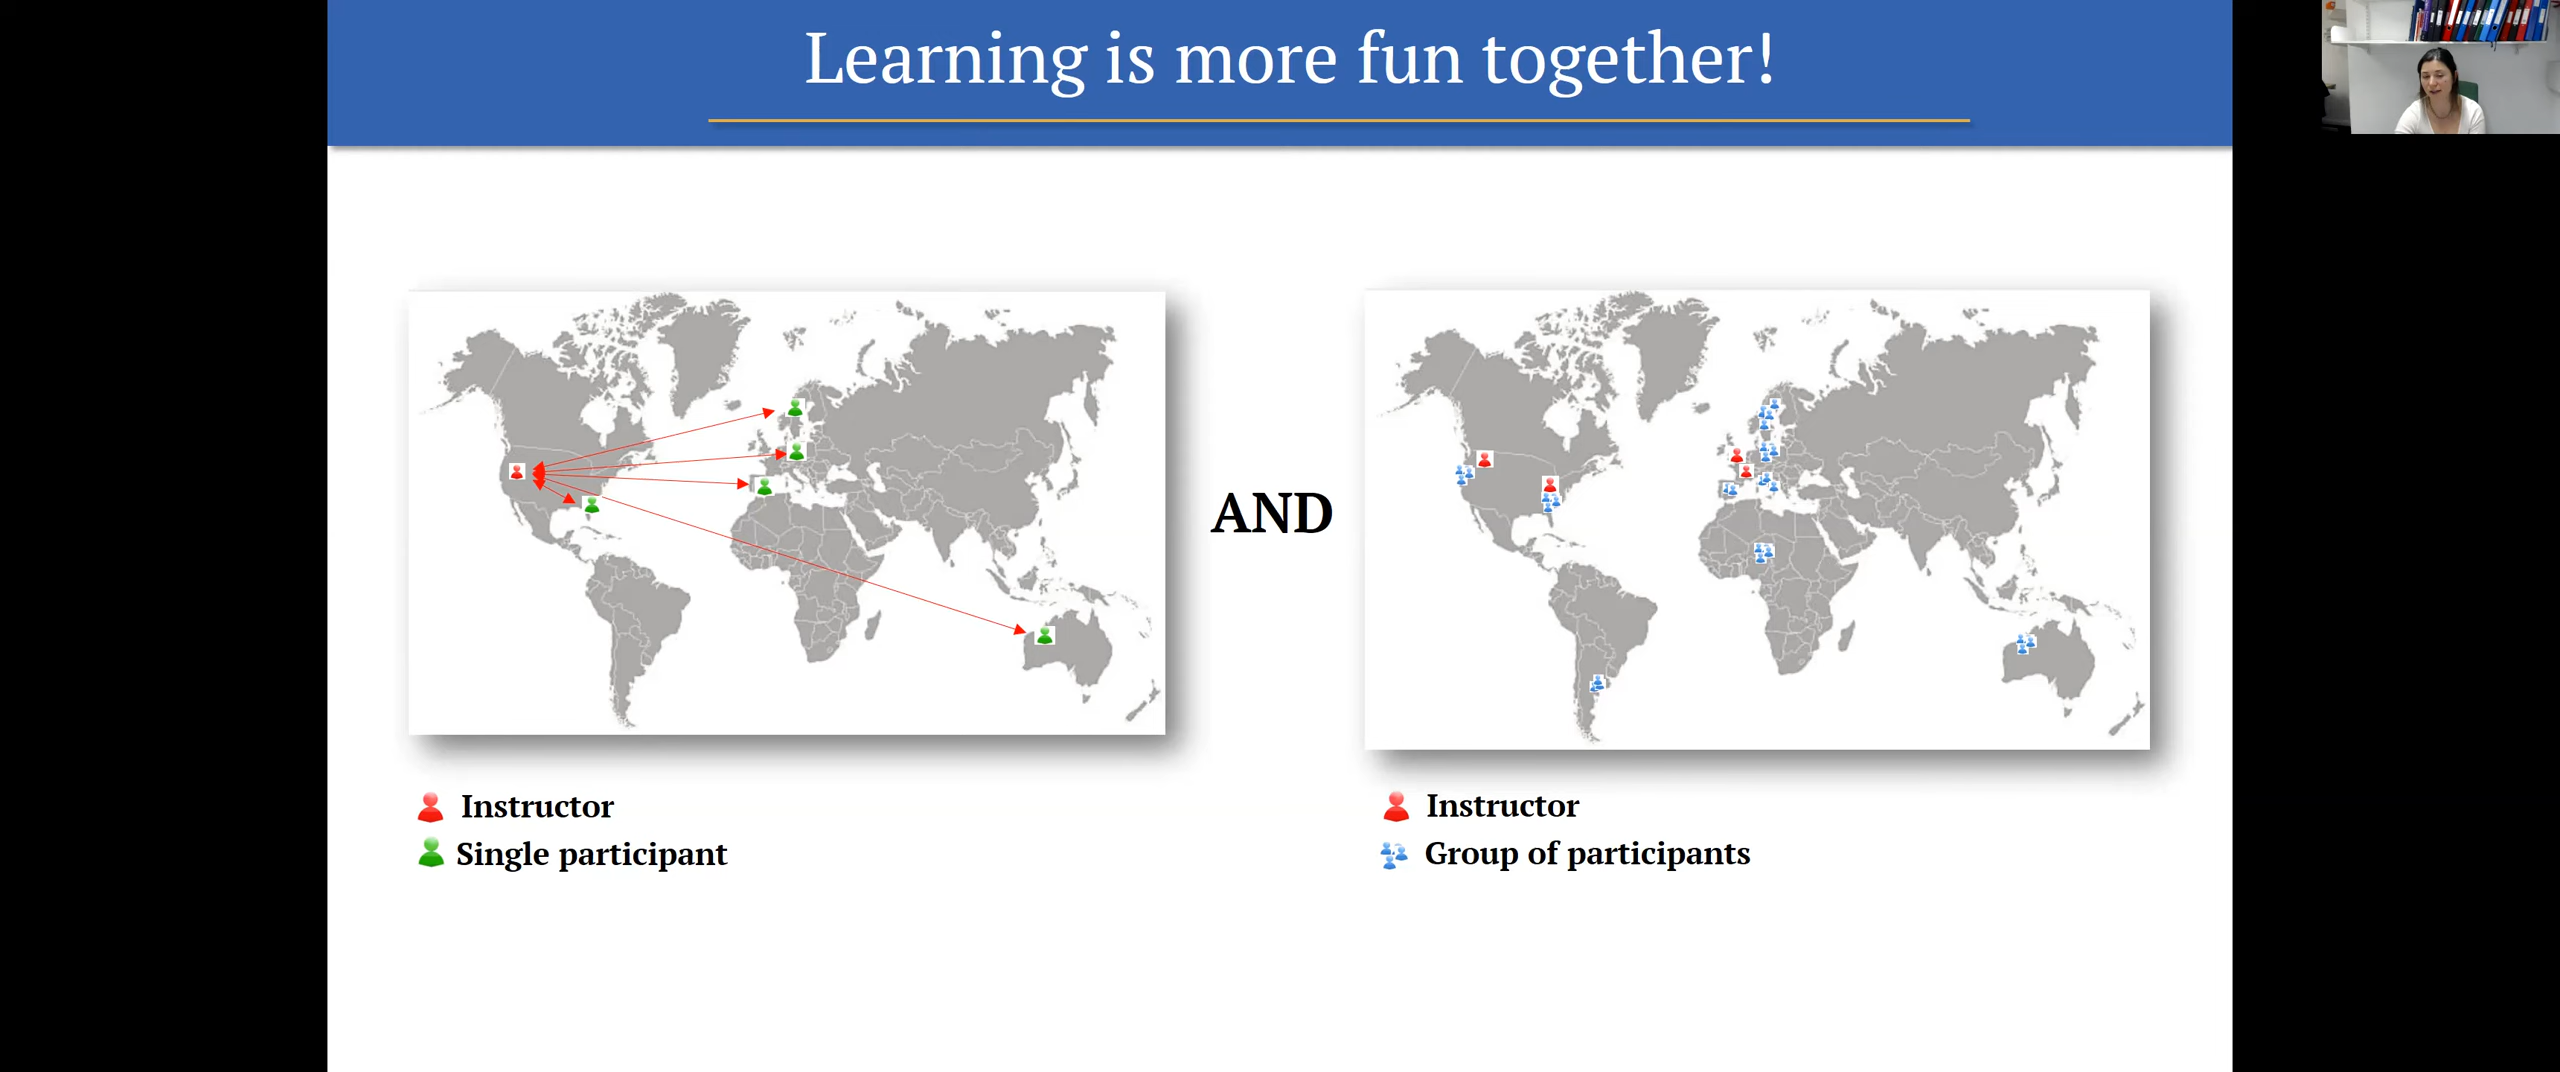 Learning is more fun together!
AND
Instructor
Single participant
Instructor
Group of participants